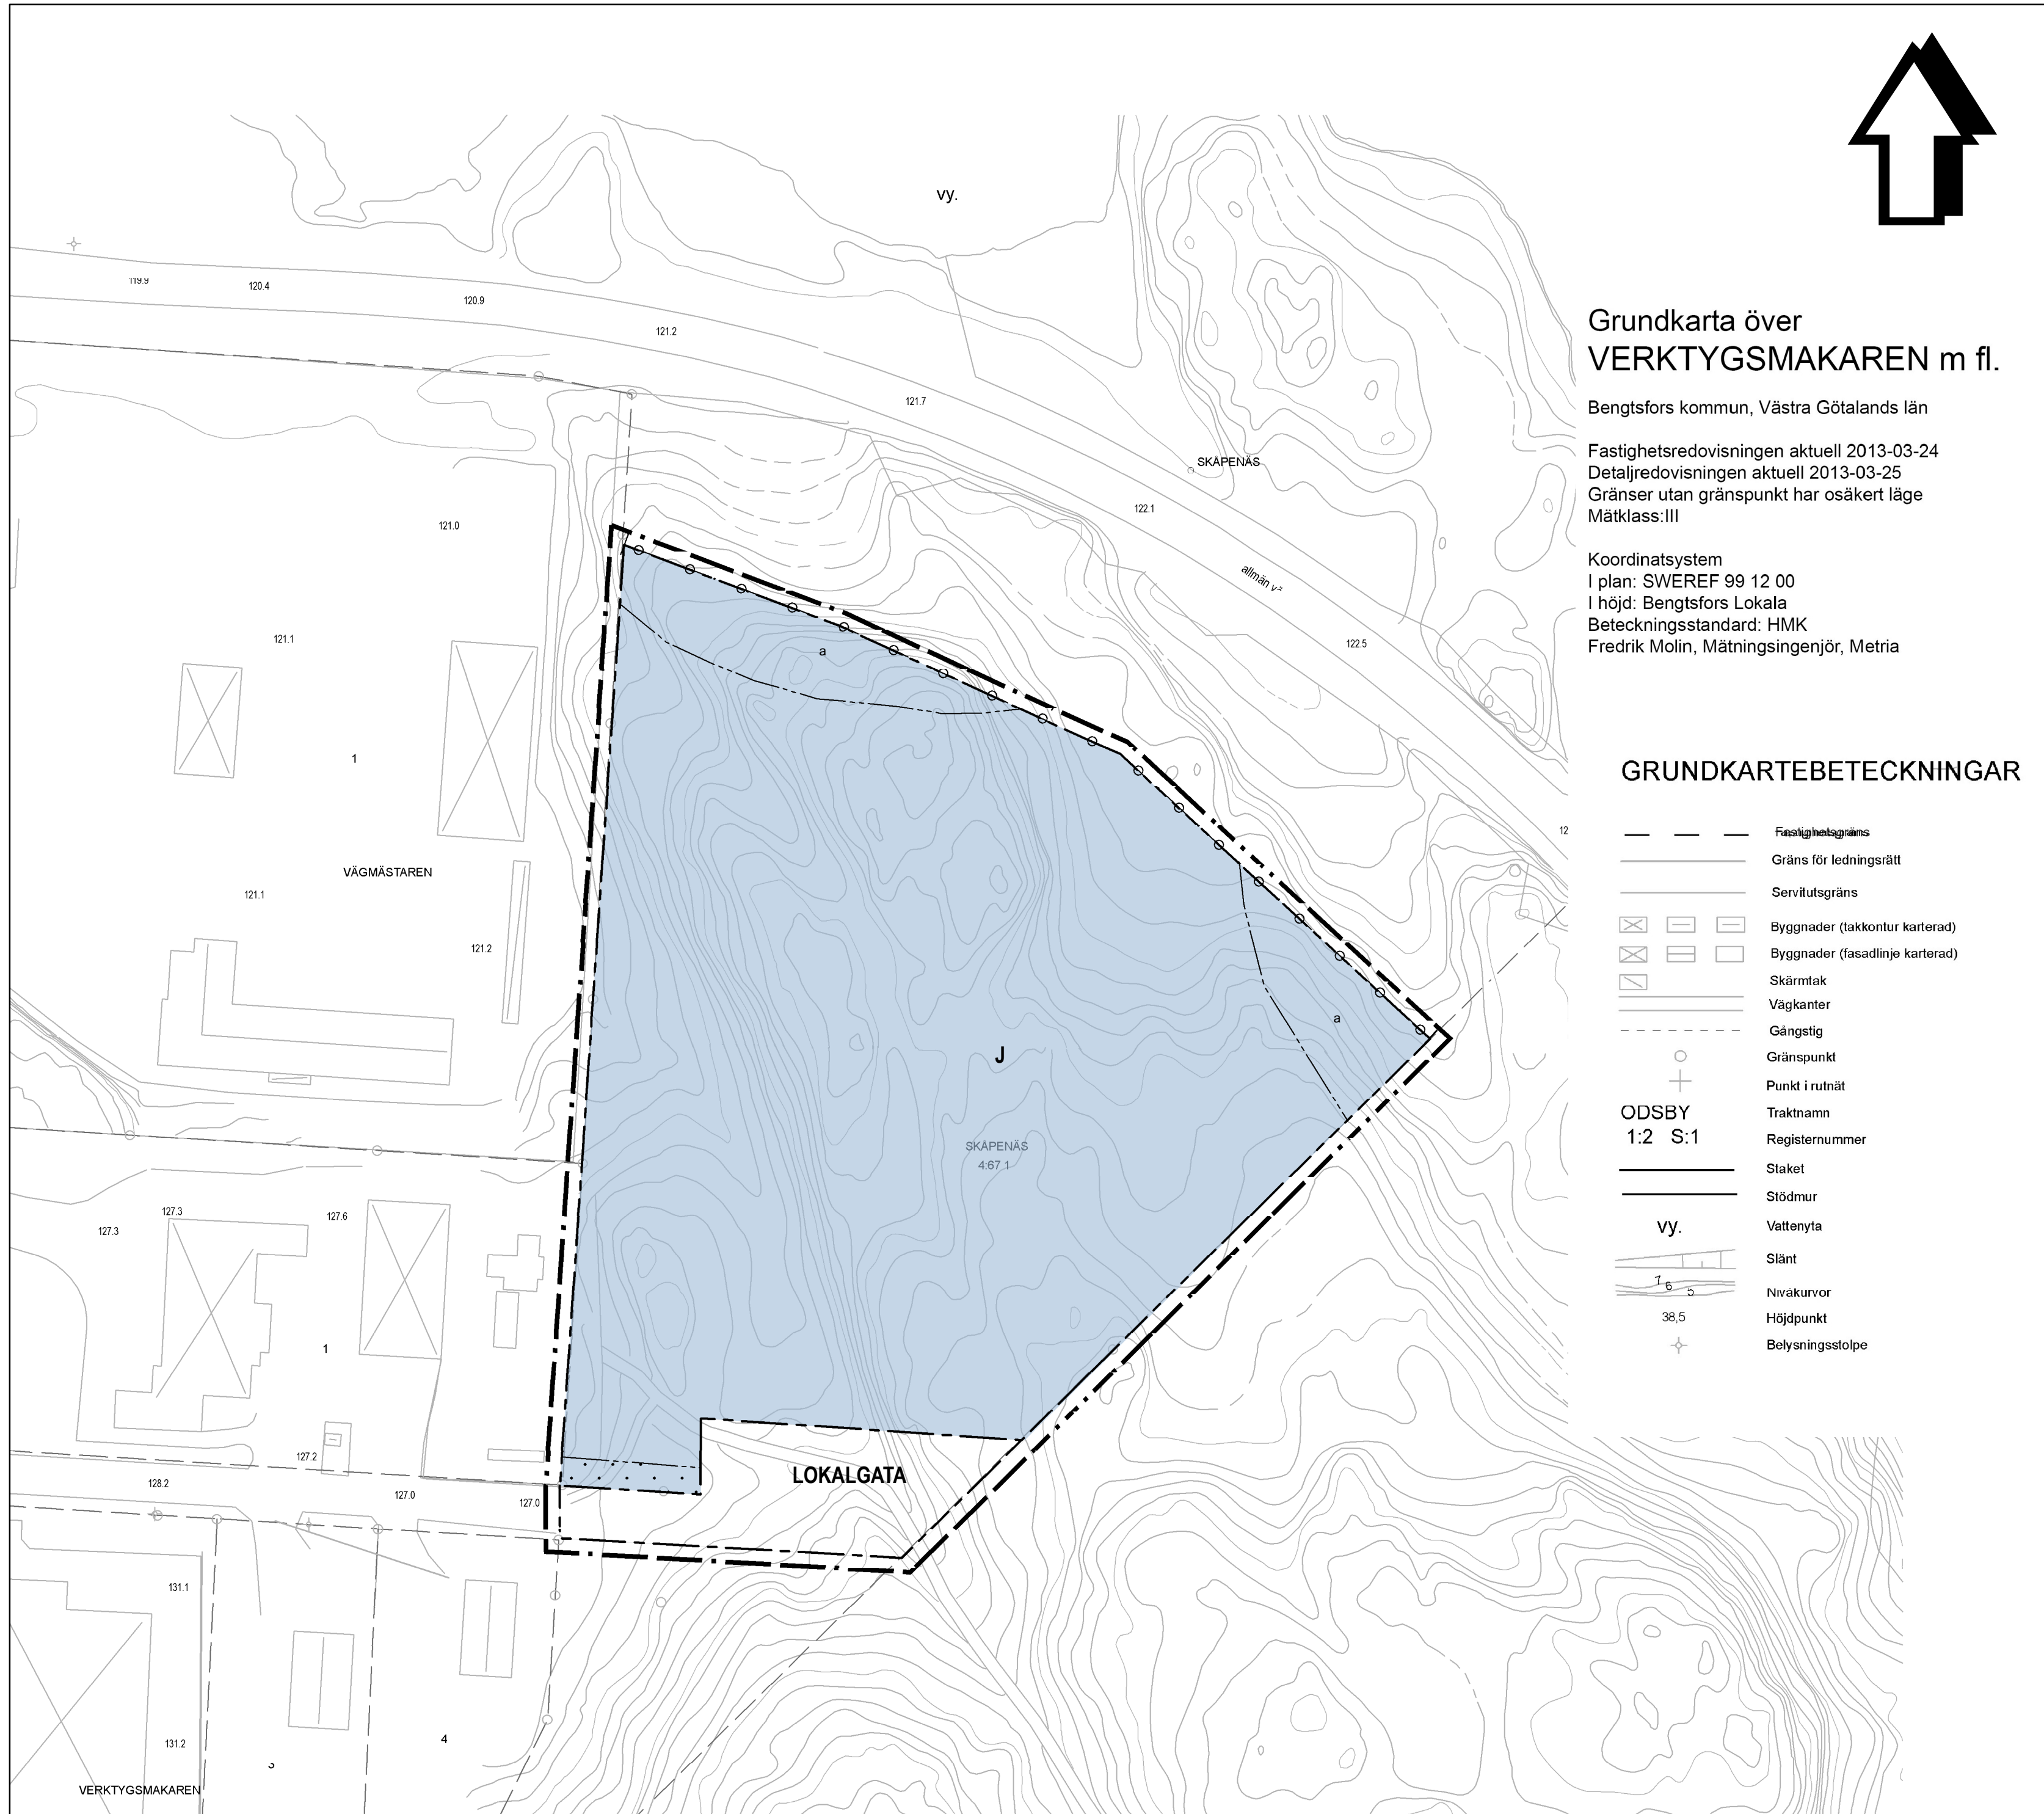 vy.
119.9
120.4
120.9
121.2
121.7
SKÅPENÄS
122.1
allmän
122.5
121.0
121.1
1
VÄGMÄSTAREN
121.1
121.2
a
a
J
SKÅPENÄS
4:67 1
12
127.3
127.3
127.6
1
127.2
128.2
127.0
127.0
LOKALGATA
131.1
131.2
4
VERKTYGSMAKAREN
Grundkarta över
VERKTYGSMAKAREN m fl.
Bengtsfors kommun, Västra Götalands län
Fastighetsredovisningen aktuell 2013-03-24
Detaljredovisningen aktuell 2013-03-25
Gränser utan gränspunkt har osäkert läge
Mätklass:III
Koordinatsystem
I plan: SWEREF 99 12 00
I höjd: Bengtsfors Lokala
Beteckningsstandard: HMK
Fredrik Molin, Mätningsingenjör, Metria
GRUNDKARTEBETECKNINGAR
Fastighetsgräns
Gräns för ledningsrätt
Servitutsgräns
Byggnader (takkontur karterad)
Byggnader (fasadlinje karterad)
Skärmtak
Vägkanter
Gångstig
Gränspunkt
Punkt i rutnät
ODSBY Traktnamn
1:2 S:1 Registernummer
Staket
Stödmur
vy. Vattenyta
Slänt
7 6 5 Nivåkurvor
38,5 Höjdpunkt
Belysningsstolpe